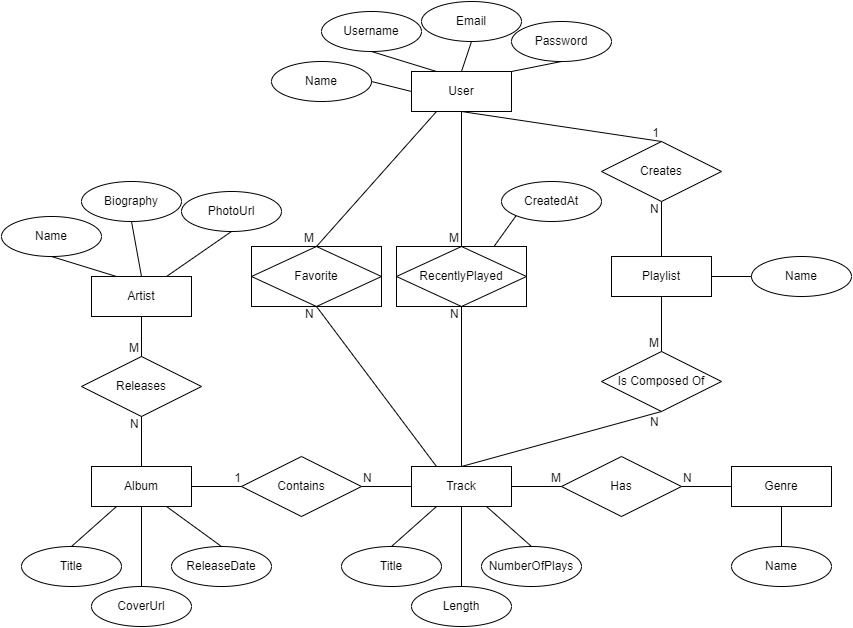 Email
Username
Password
Name
User
1
Creates
CreatedAt
Biography
PhotoUrl
N
Name
M
M
Favorite
RecentlyPlayed
Playlist
Name
Artist
N
N
M
M
Releases
Is Composed Of
N
N
Album
1
Contains
N
Track
M
Has
N
Genre
Title
ReleaseDate
Title
NumberOfPlays
Name
CoverUrl
Length